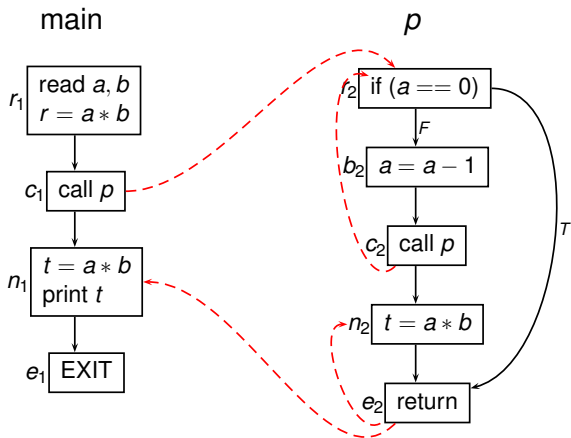 main
r1
read a, b
r = a * b
c1
call p
n1
t = a * b
print t
e1
EXIT
p
r2
if (a == 0)
F
b2
a = a − 1
c2
call p
T
n2
t = a * b
e2
return